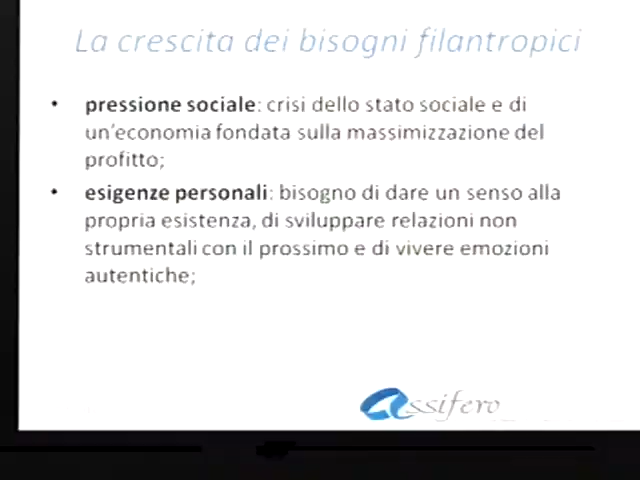 La crescita dei bisogni filantropici
• pressione sociale: crisi dello stato sociale e di
un'economia fondata sulla massimizzazione del
profitto;
• esigenze personali: bisogno di dare un senso alla
propria esistenza, di sviluppare relazioni non
strumentali con il prossimo e di vivere emozioni
autentiche;
Assifero